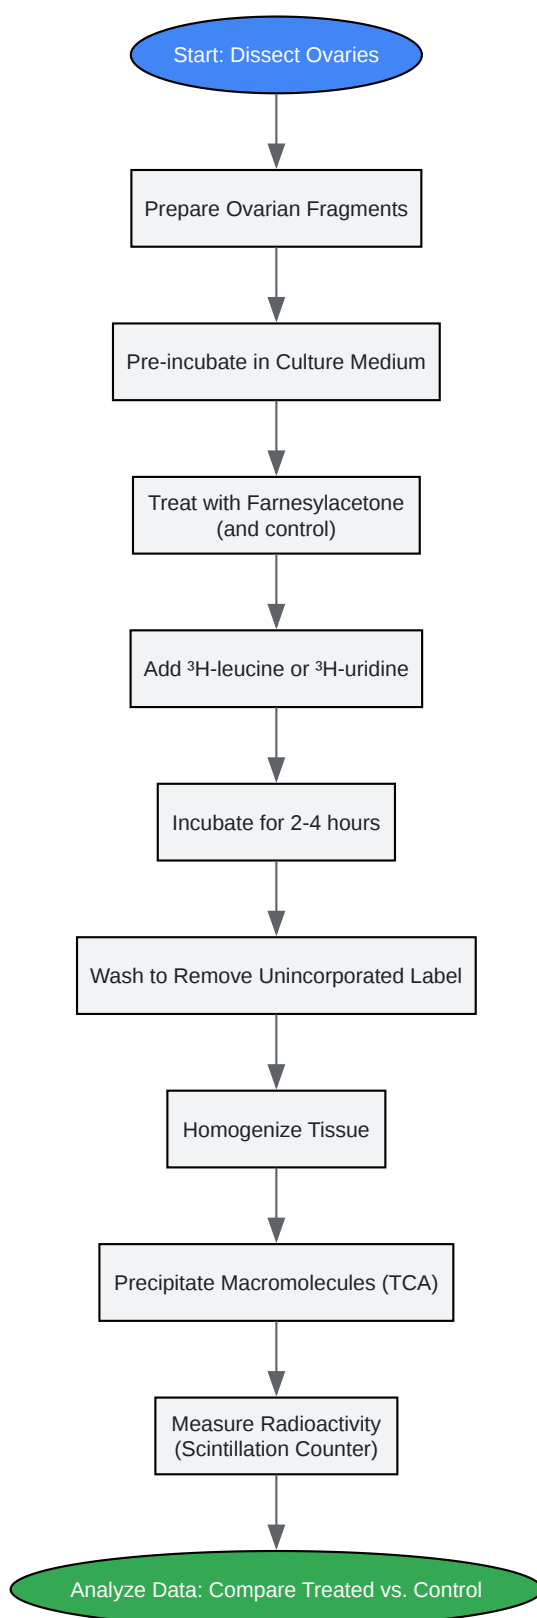 Start: Dissect Ovaries
Prepare Ovarian Fragments
Pre-incubate in Culture Medium
Treat with Farnesylacetone
(and control)
Add ³H-leucine or ³H-uridine
Incubate for 2-4 hours
Wash to Remove Unincorporated Label
Homogenize Tissue
Precipitate Macromolecules (TCA)
Measure Radioactivity
(Scintillation Counter)
Analyze Data: Compare Treated vs. Control